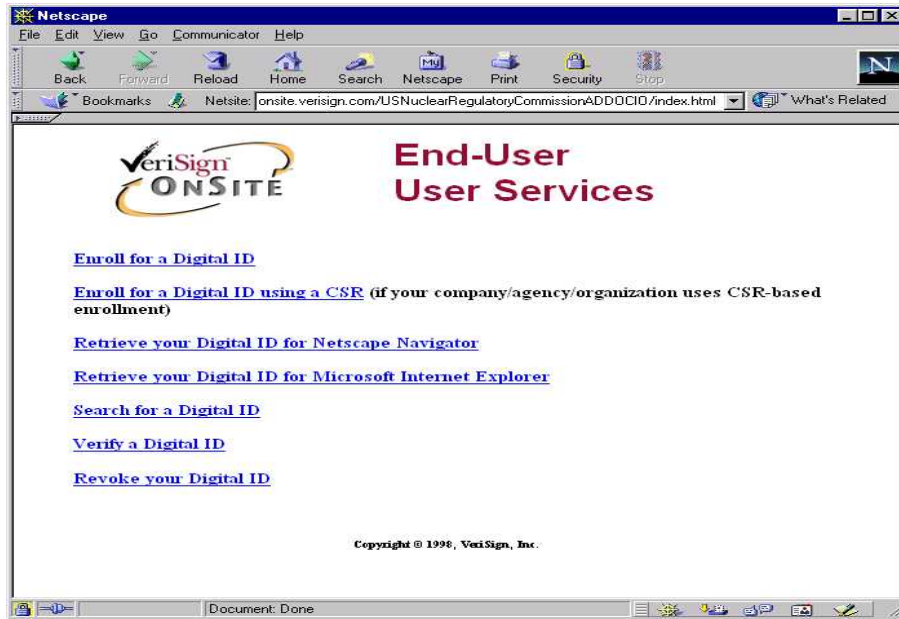 Netscape
File Edit View Go Communicator Help
Back Forward Reload Home Search Netscape Print Security Stop
My
N
Bookmarks Netsite: onsite.verisign.com/USNuclearRegulatoryCommissionADDOCIO/index.html What's Related
VeriSign
ONSITE
End-User
User Services
Enroll for a Digital ID
Enroll for a Digital ID using a CSR (if your company/agency/organization uses CSR-based
enrollment)
Retrieve your Digital ID for Netscape Navigator
Retrieve your Digital ID for Microsoft Internet Explorer
Search for a Digital ID
Verify a Digital ID
Revoke your Digital ID
Copyright © 1998, VeriSign, Inc.
Document: Done